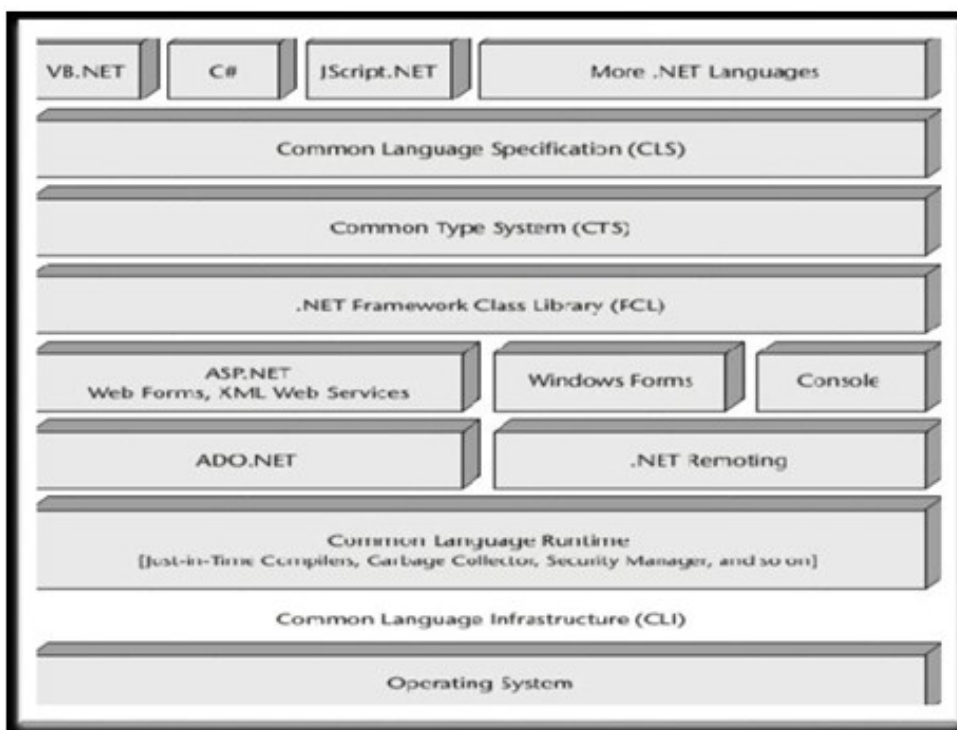 VB.NET
C#
JScript.NET
More .NET Languages
Common Language Specification (CLS)
Common Type System (CTS)
.NET Framework Class Library (FCL)
ASP.NET
Web Forms, XML Web Services
Windows Forms
Console
ADO.NET
.NET Remoting
Common Language Runtime
[Just-in-Time Compilers, Garbage Collector, Security Manager, and so on]
Common Language Infrastructure (CLI)
Operating System